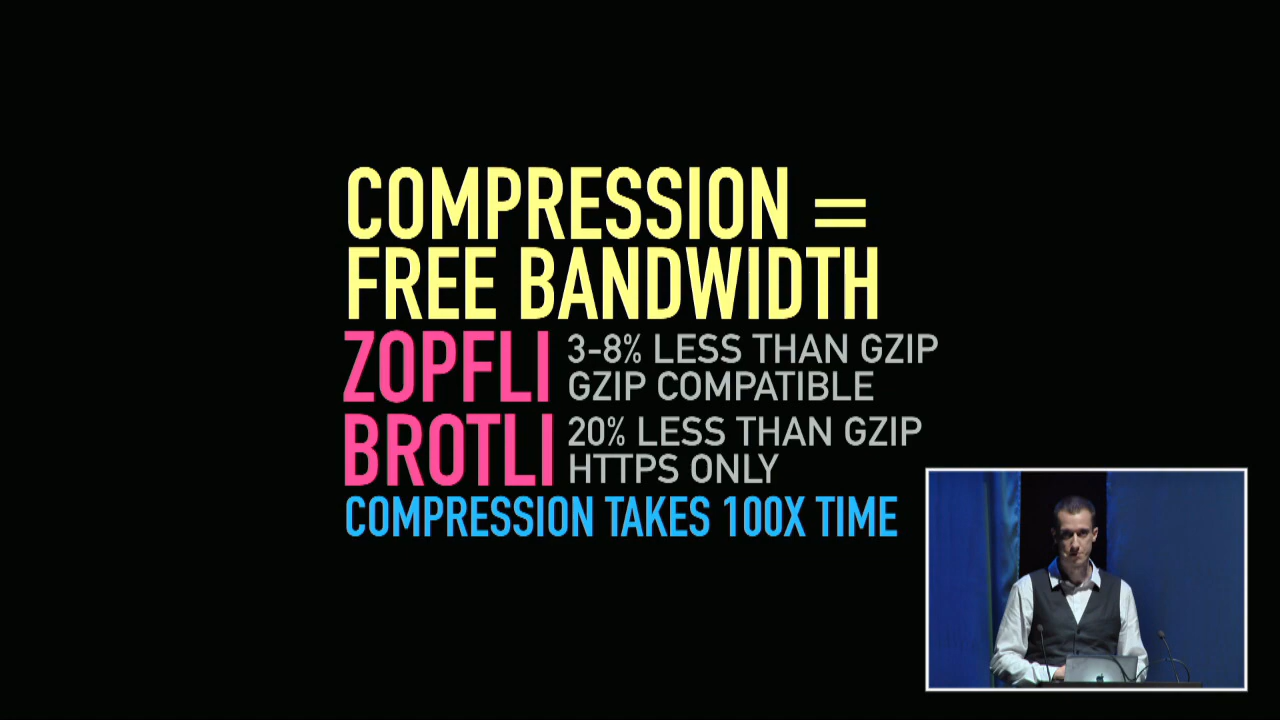 COMPRESSION =
FREE BANDWIDTH
ZOPFLI
3-8% LESS THAN GZIP
GZIP COMPATIBLE
BROTLI
20% LESS THAN GZIP
HTTPS ONLY
COMPRESSION TAKES 100X TIME